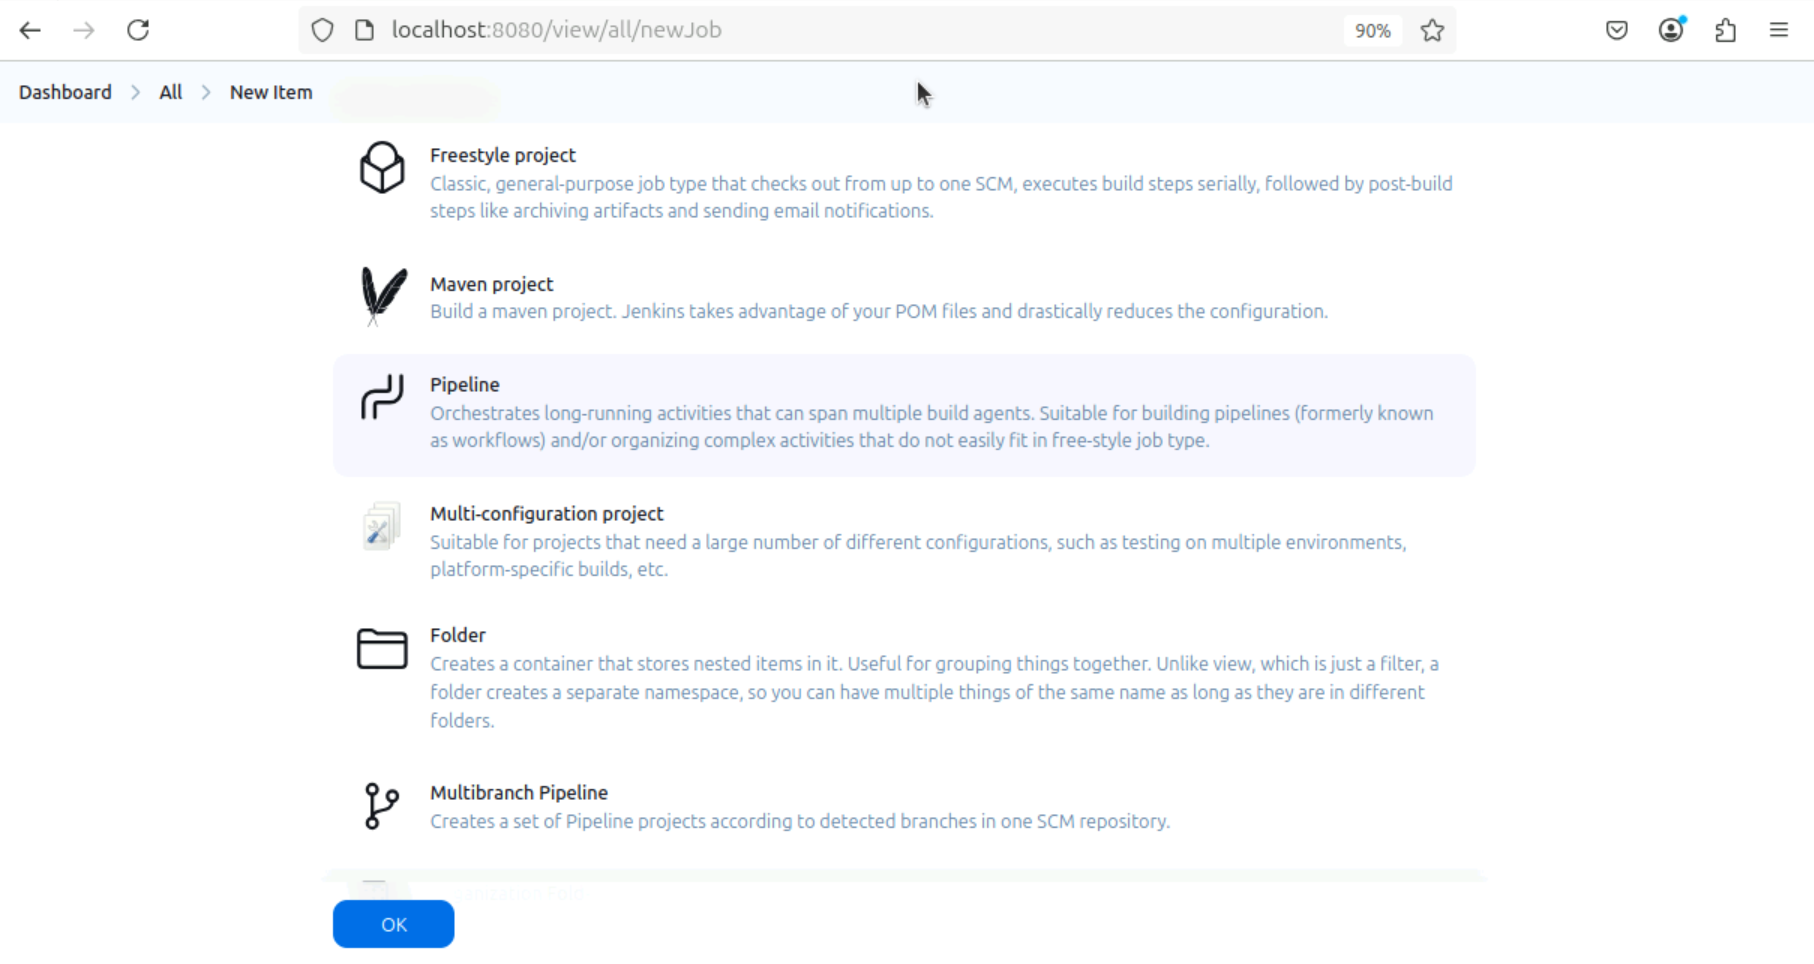 localhost:8080/view/all/newJob
90%
Dashboard > All > New Item
Freestyle project
Classic, general-purpose job type that checks out from up to one SCM, executes build steps serially, followed by post-build
steps like archiving artifacts and sending email notifications.
Maven project
Build a maven project. Jenkins takes advantage of your POM files and drastically reduces the configuration.
Pipeline
Orchestrates long-running activities that can span multiple build agents. Suitable for building pipelines (formerly known
as workflows) and/or organizing complex activities that do not easily fit in free-style job type.
Multi-configuration project
Suitable for projects that need a large number of different configurations, such as testing on multiple environments,
platform-specific builds, etc.
Folder
Creates a container that stores nested items in it. Useful for grouping things together. Unlike view, which is just a filter, a
folder creates a separate namespace, so you can have multiple things of the same name as long as they are in different
folders.
Multibranch Pipeline
Creates a set of Pipeline projects according to detected branches in one SCM repository.
OK